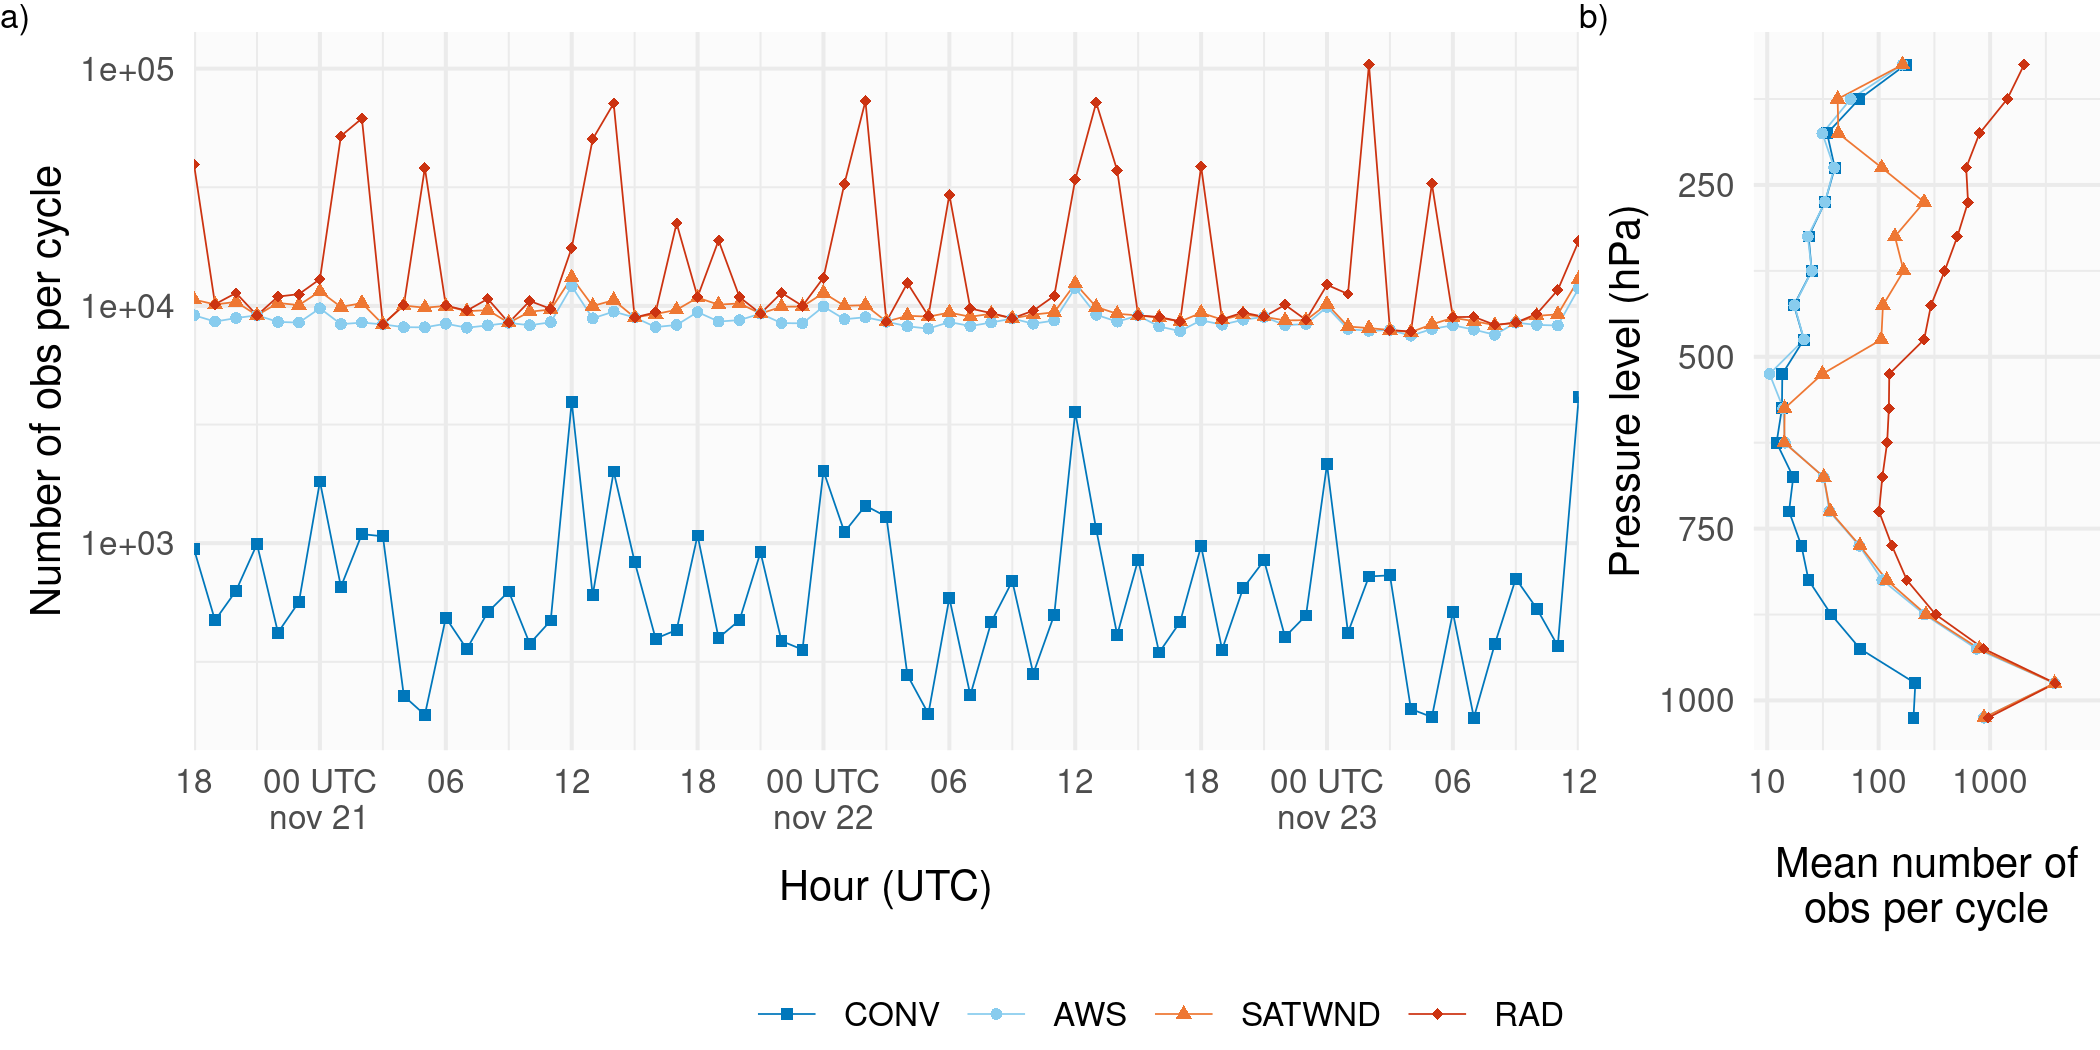 a)
b)
Number of obs per cycle
1e+05
1e+04
1e+03
18 00 UTC 06 12 18 00 UTC 06 12 18 00 UTC 06 12
nov 21 nov 22 nov 23
Hour (UTC)
Pressure level (hPa)
250
500
750
1000
10 100 1000
Mean number of
obs per cycle
CONV AWS SATWND RAD